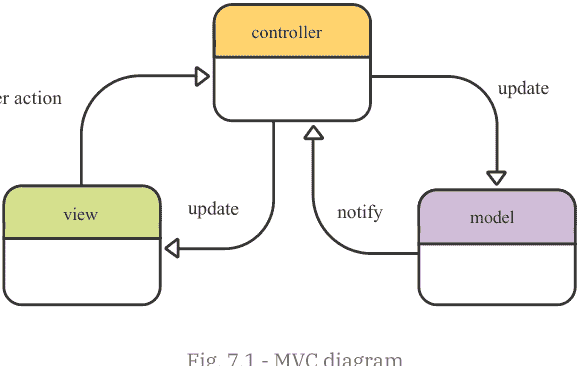 controller
er action
update
view
update
notify
model
Fig. 7.1 - MVC diagram